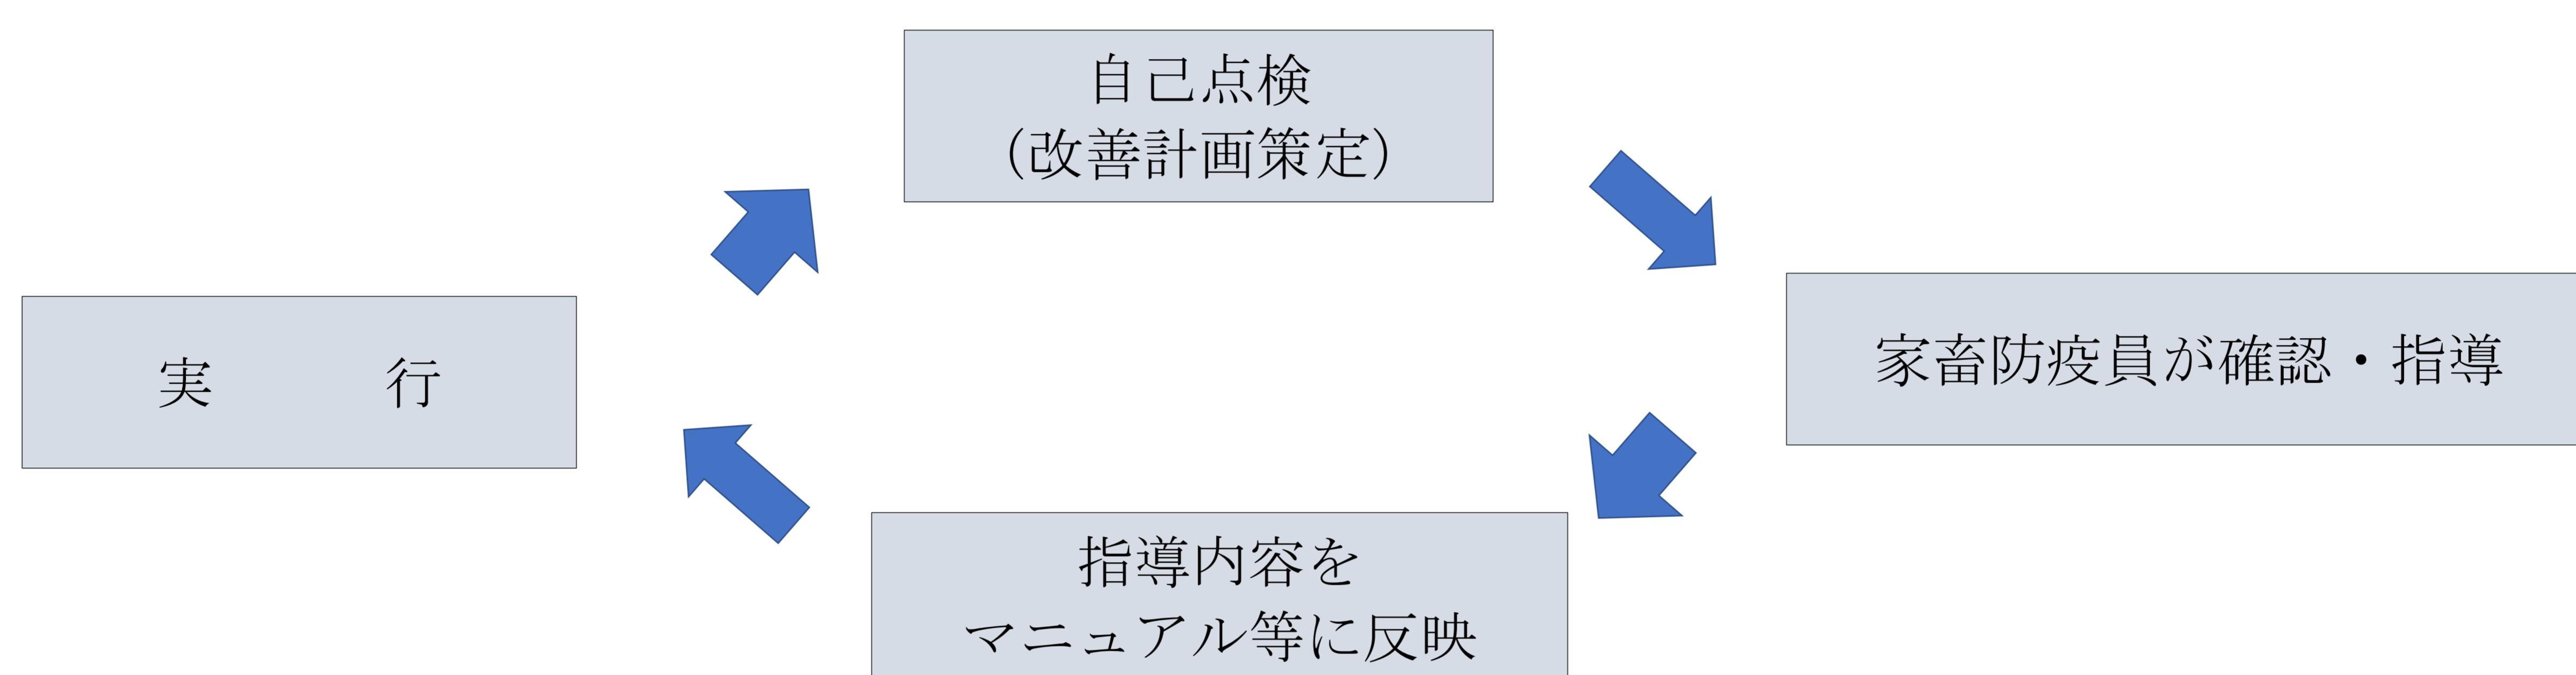 自己点検
（改善計画策定）
家畜防疫員が確認・指導
実　　　行
指導内容を
マニュアル等に反映